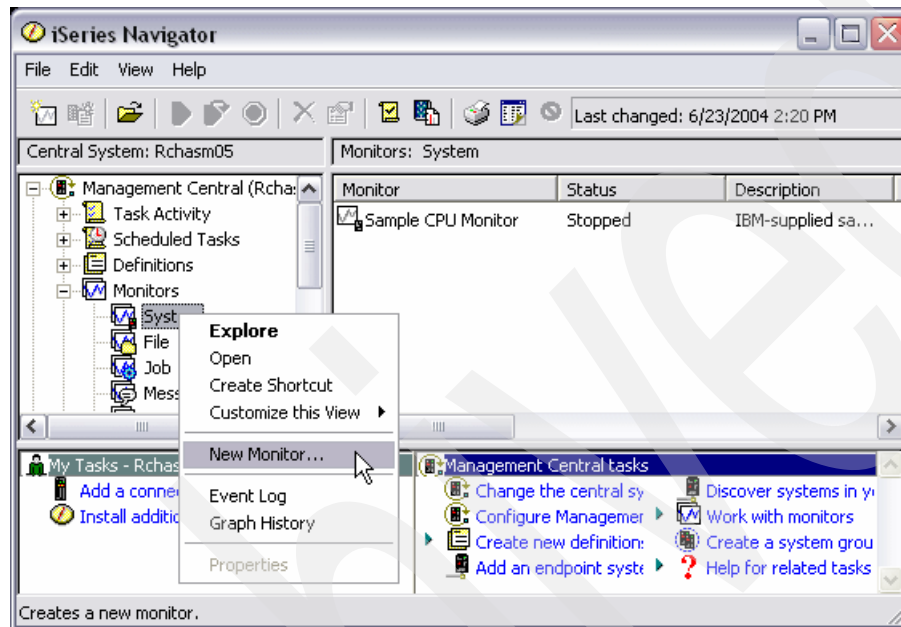 iSeries Navigator
File Edit View Help
Last changed: 6/23/2004 2:20 PM
Central System: Rchasm05
Monitors: System
Management Central (Rcha:
Task Activity
Scheduled Tasks
Definitions
Monitors
Syst
File
Job
Mess
Monitor Status Description
Sample CPU Monitor Stopped IBM-supplied sa...
Explore
Open
Create Shortcut
Customize this View
New Monitor...
Event Log
Graph History
Properties
My Tasks - Rchas
Add a conne
Install additic
Management Central tasks
Change the central sy
Configure Managemer
Create new definition:
Add an endpoint syste
Discover systems in y
Work with monitors
Create a system grou
Help for related tasks
Creates a new monitor.